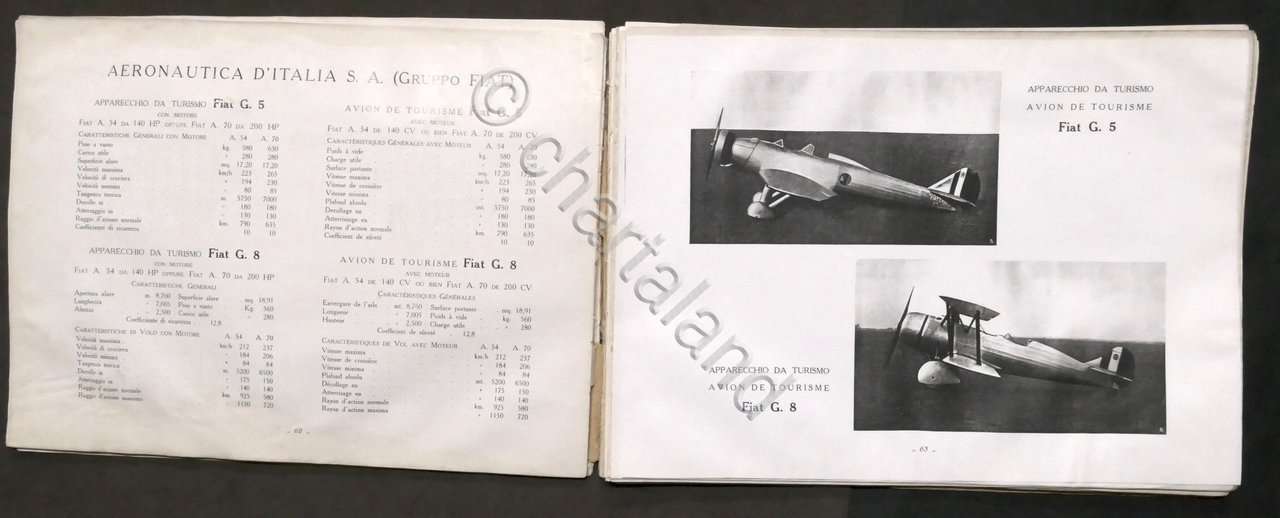 AERONAUTICA D'ITALIA S. A. (GRUPPO FIAT)
APPARECCHIO DA TURISMO Fiat G. 5
CON MOTORE
FIAT A. 54 DA 140 HP OPPURE FIAT A. 70 DA 200 HP
CARATTERISTICHE GENERALI CON MOTORE A. 54 A. 70
Peso a vuoto kg. 580 630
Carico utile " 280 280
Superficie alare mq. 17,20 17,20
Velocità massima km/h 223 265
Velocità di crociera " 194 230
Velocità minima " 80 85
Tangenza teorica m. 5750 7000
Decollo in " 180 180
Atterraggio in " 130 130
Raggio d'azione normale km. 790 635
Coefficiente di sicurezza 10 10
APPARECCHIO DA TURISMO Fiat G. 8
CON MOTORE
FIAT A. 54 DA 140 HP OPPURE FIAT A. 70 DA 200 HP
CARATTERISTICHE GENERALI
Apertura alare m. 8,760 Superficie alare mq. 18,91
Lunghezza " 7,005 Peso a vuoto Kg. 560
Altezza " 2,500 Carico utile " 280
Coefficiente di sicurezza 12,8
CARATTERISTICHE DI VOLO CON MOTORE A. 54 A. 70
Velocità massima km/h 212 237
Velocità di crociera " 184 206
Velocità minima " 84 84
Tangenza teorica m. 5200 6500
Decollo in " 175 150
Atterraggio in " 140 140
Raggio d'azione normale km. 925 580
Raggio d'azione massimo " 1150 720
AVION DE TOURISME Fiat G.
AVEC MOTEUR
FIAT A. 54 DE 140 CV OU BIEN FIAT A. 70 DE 200 CV
CARACTÉRISTIQUES GÉNÉRALES AVEC MOTEUR A. 54 A. 70
Poids à vide kg. 580 630
Charge utile " 280 280
Surface portante mq. 17,20 17,20
Vitesse maxima km/h 223 265
Vitesse de croisière " 194 230
Vitesse minima " 80 85
Plafond absolu mt. 5750 7000
Decollage en " 180 180
Atterrissage en " 130 130
Rayon d'action normale km. 790 635
Coefficient de sûreté 10 10
AVION DE TOURISME Fiat G. 8
AVEC MOTEUR
FIAT A. 54 DE 140 CV OU BIEN FIAT A. 70 DE 200 CV
CARACTÉRISTIQUES GÉNÉRALES
Envergure de l'aile mt. 8,760 Surface portante mq. 18,91
Longueur " 7,005 Poids à vide kg. 560
Hauteur " 2,500 Charge utile " 280
Coefficient de sûreté 12,8
CARACTÉRISTIQUES DE VOL AVEC MOTEUR A. 54 A. 70
Vitesse maxima km/h 212 237
Vitesse de croisière " 184 206
Vitesse minima " 84 84
Plafond absolu mt. 5200 6500
Décollage en " 175 150
Atterrissage en " 140 140
Rayon d'action normale km. 925 580
Rayon d'action maxima " 1150 720
- 62 -
APPARECCHIO DA TURISMO
AVION DE TOURISME
Fiat G. 5
APPARECCHIO DA TURISMO
AVION DE TOURISME
Fiat G. 8
- 63 -
© chartaland